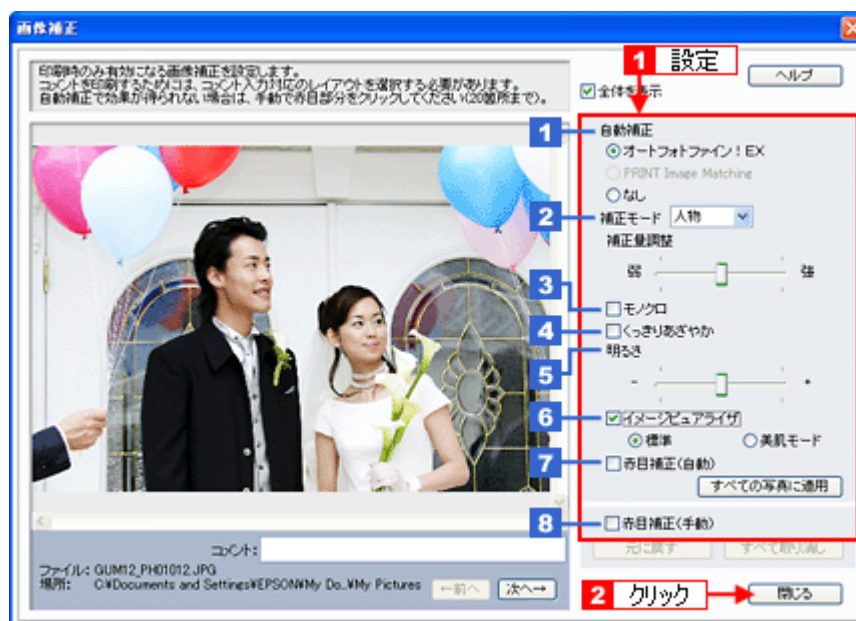 画像補正
印刷時のみ有効になる画像補正を設定します。
コメントを印刷するためには、コメント入力対応のレイアウトを選択する必要があります。
自動補正で効果が得られない場合は、手動で赤目部分をクリックしてください(20箇所まで)。
1 設定
ヘルプ
全体を表示
1 自動補正
オートフォトファイン!EX
PRINT Image Matching
なし
2 補正モード 人物
補正量調整
弱 強
3 モノクロ
4 くっきりあざやか
5 明るさ
- +
6 イメージピュアライザ
標準 美肌モード
7 赤目補正(自動)
すべての写真に適用
8 赤目補正(手動)
元に戻す すべて取り消し
コメント:
ファイル: GUM12_PH01012.JPG
場所: C:¥Documents and Settings¥EPSON¥My Do..¥My Pictures
←前へ 次へ→
2 クリック
閉じる